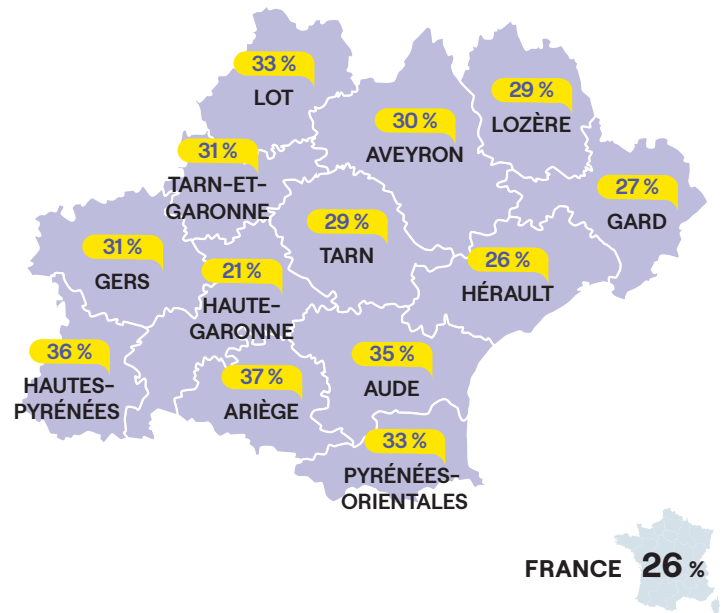 33 %
LOT
29 %
LOZÈRE
30 %
AVEYRON
31 %
TARN-ET-
GARONNE
27 %
GARD
29 %
TARN
31 %
GERS
26 %
HÉRAULT
21 %
HAUTE-
GARONNE
36 %
HAUTES-
PYRÉNÉES
35 %
AUDE
37 %
ARIÈGE
33 %
PYRÉNÉES-
ORIENTALES
FRANCE 26 %